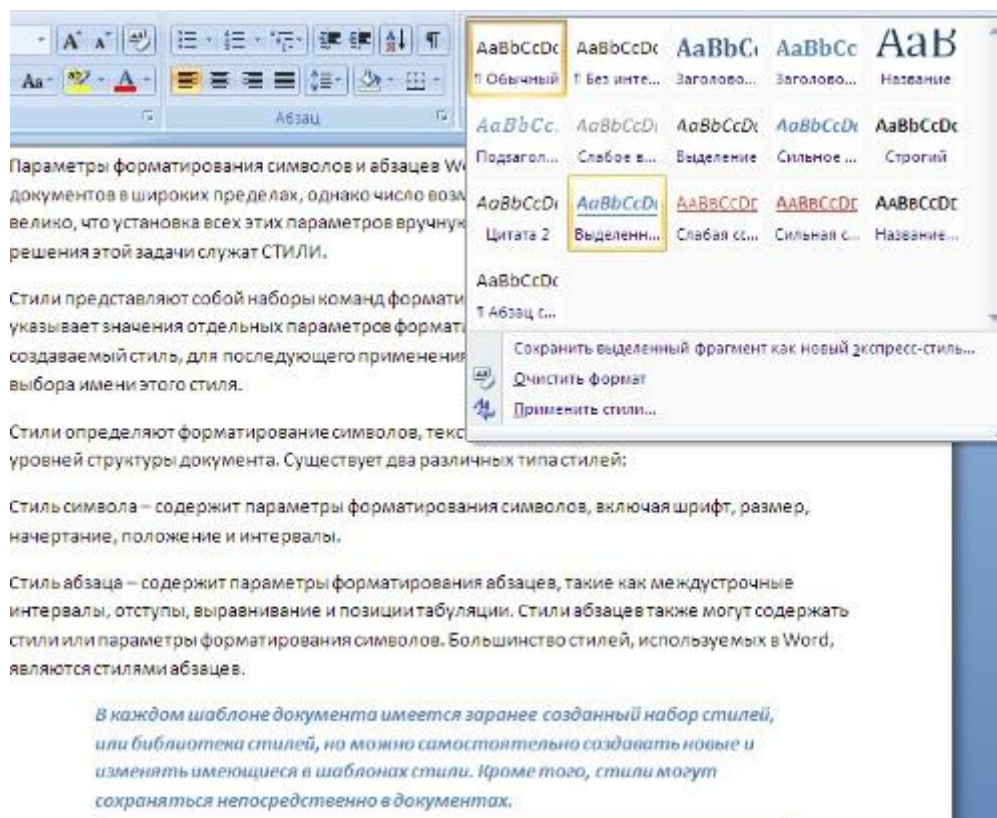 Aa
A
Абзац
AaBbCcDc AaBbCcDc AaBbC AaBbCc АаВ
¶ Обычный ¶ Без инте... Заголово... Заголово... Название
AaBbCc. AaBbCcD AaBbCcD AaBbCcD AaBbCcDc
Подзагол... Слабое в... Выделение Сильное ... Строгий
AaBbCcD AaBbCcD AaBbCcDc AaBbCcDc AaBbCcDc
Цитата 2 Выделенн... Слабая сс... Сильная с... Название...
AaBbCcDc
¶ Абзац с...
Сохранить выделенный фрагмент как новый экспресс-стиль...
Очистить формат
Применить стили...
Параметры форматирования символов и абзацев W
документов в широких пределах, однако число возм
велико, что установка всех этих параметров вручную
решения этой задачи служат СТИЛИ.
Стили представляют собой наборы команд формати
указывает значения отдельных параметров формат
создаваемый стиль, для последующего применения
выбора имени этого стиля.
Стили определяют форматирование символов, текс
уровней структуры документа. Существует два различных типа стилей:
Стиль символа – содержит параметры форматирования символов, включая шрифт, размер,
начертание, положение и интервалы.
Стиль абзаца – содержит параметры форматирования абзацев, такие как междустрочные
интервалы, отступы, выравнивание и позиции табуляции. Стили абзацев также могут содержать
стили или параметры форматирования символов. Большинство стилей, используемых в Word,
являются стилями абзацев.
В каждом шаблоне документа имеется заранее созданный набор стилей,
или библиотека стилей, но можно самостоятельно создавать новые и
изменять имеющиеся в шаблонах стили. Кроме того, стили могут
сохраняться непосредственно в документах.